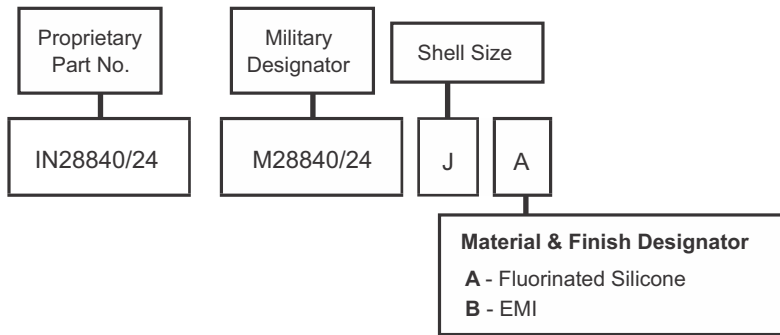 Proprietary
Part No.
Military
Designator
Shell Size
IN28840/24
M28840/24
J
A
Material & Finish Designator
A - Fluorinated Silicone
B - EMI